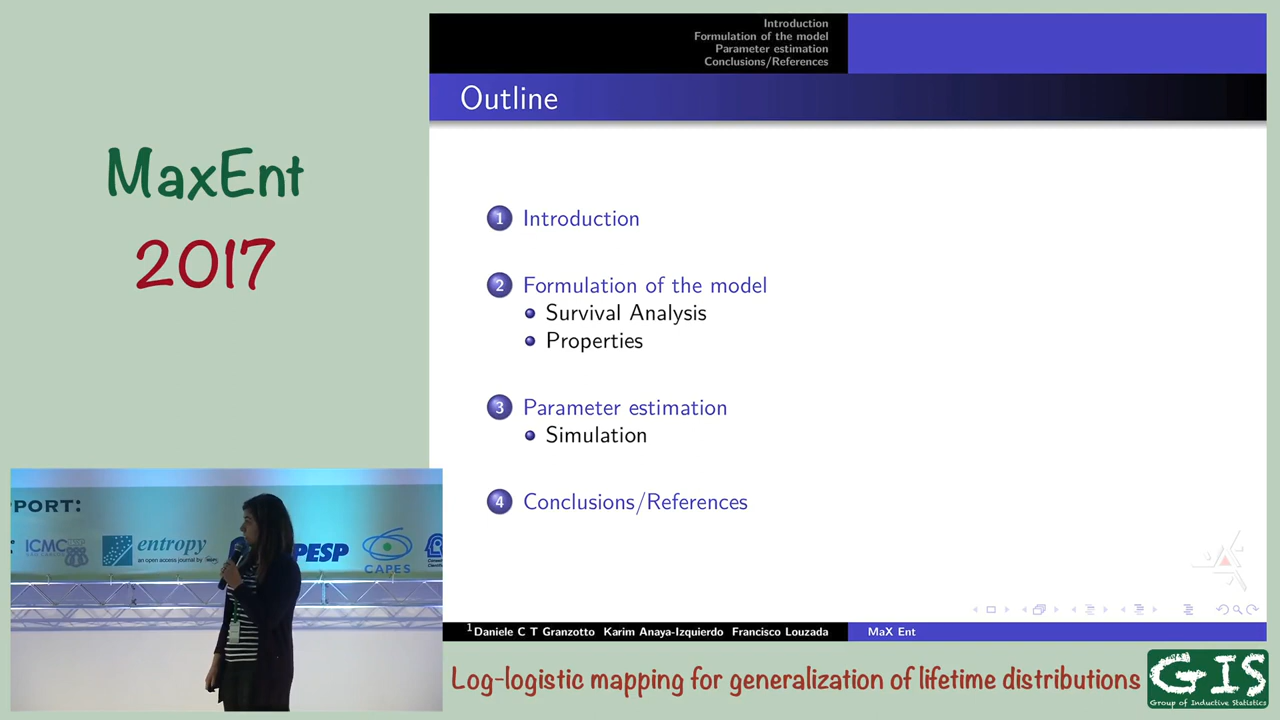 MaxEnt
2017
Introduction
Formulation of the model
Parameter estimation
Conclusions/References
Outline
1 Introduction
2 Formulation of the model
Survival Analysis
Properties
3 Parameter estimation
Simulation
4 Conclusions/References
1 Daniele C T Granzotto Karim Anaya-Izquierdo Francisco Louzada
MaX Ent
PORT:
ICMC
entropy
an open access journal by
PESP
CAPES
Log-logistic mapping for generalization of lifetime distributions
GIS
Group of Inductive Statistics